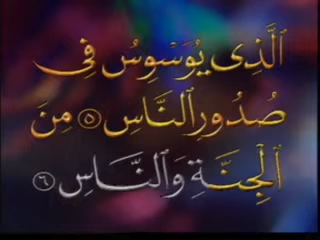 ٱلَّذِى يُوَسْوِسُ فِى
صُدُورِ ٱلنَّاسِ ٥ مِنَ
ٱلْجِنَّةِ وَٱلنَّاسِ ٦